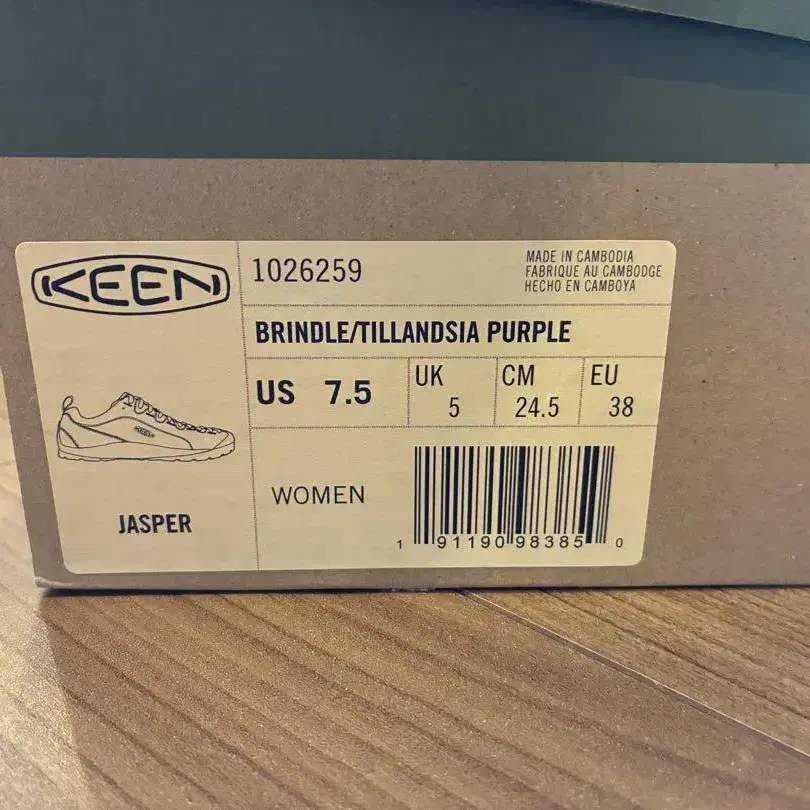 KEEN
1026259
MADE IN CAMBODIA
FABRIQUE AU CAMBODGE
HECHO EN CAMBOYA
BRINDLE/TILLANDSIA PURPLE
US 7.5
UK
5
CM
24.5
EU
38
KEEN
JASPER
WOMEN
1 91190 98385 0